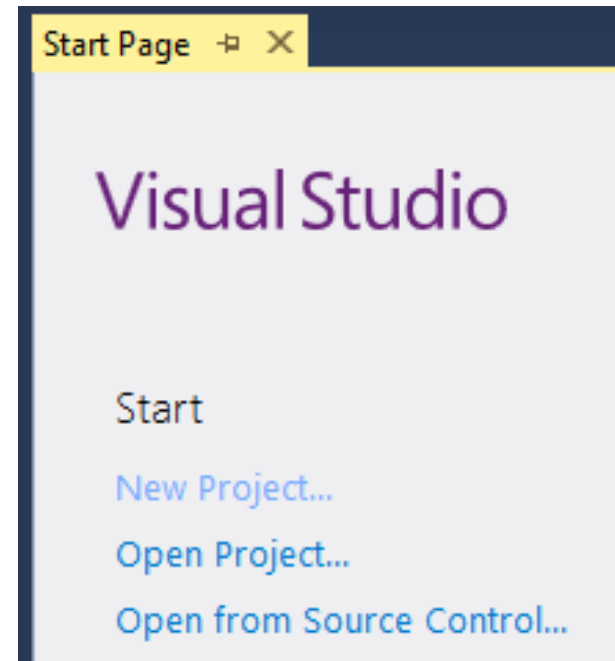 Start Page
Visual Studio
Start
New Project...
Open Project...
Open from Source Control...